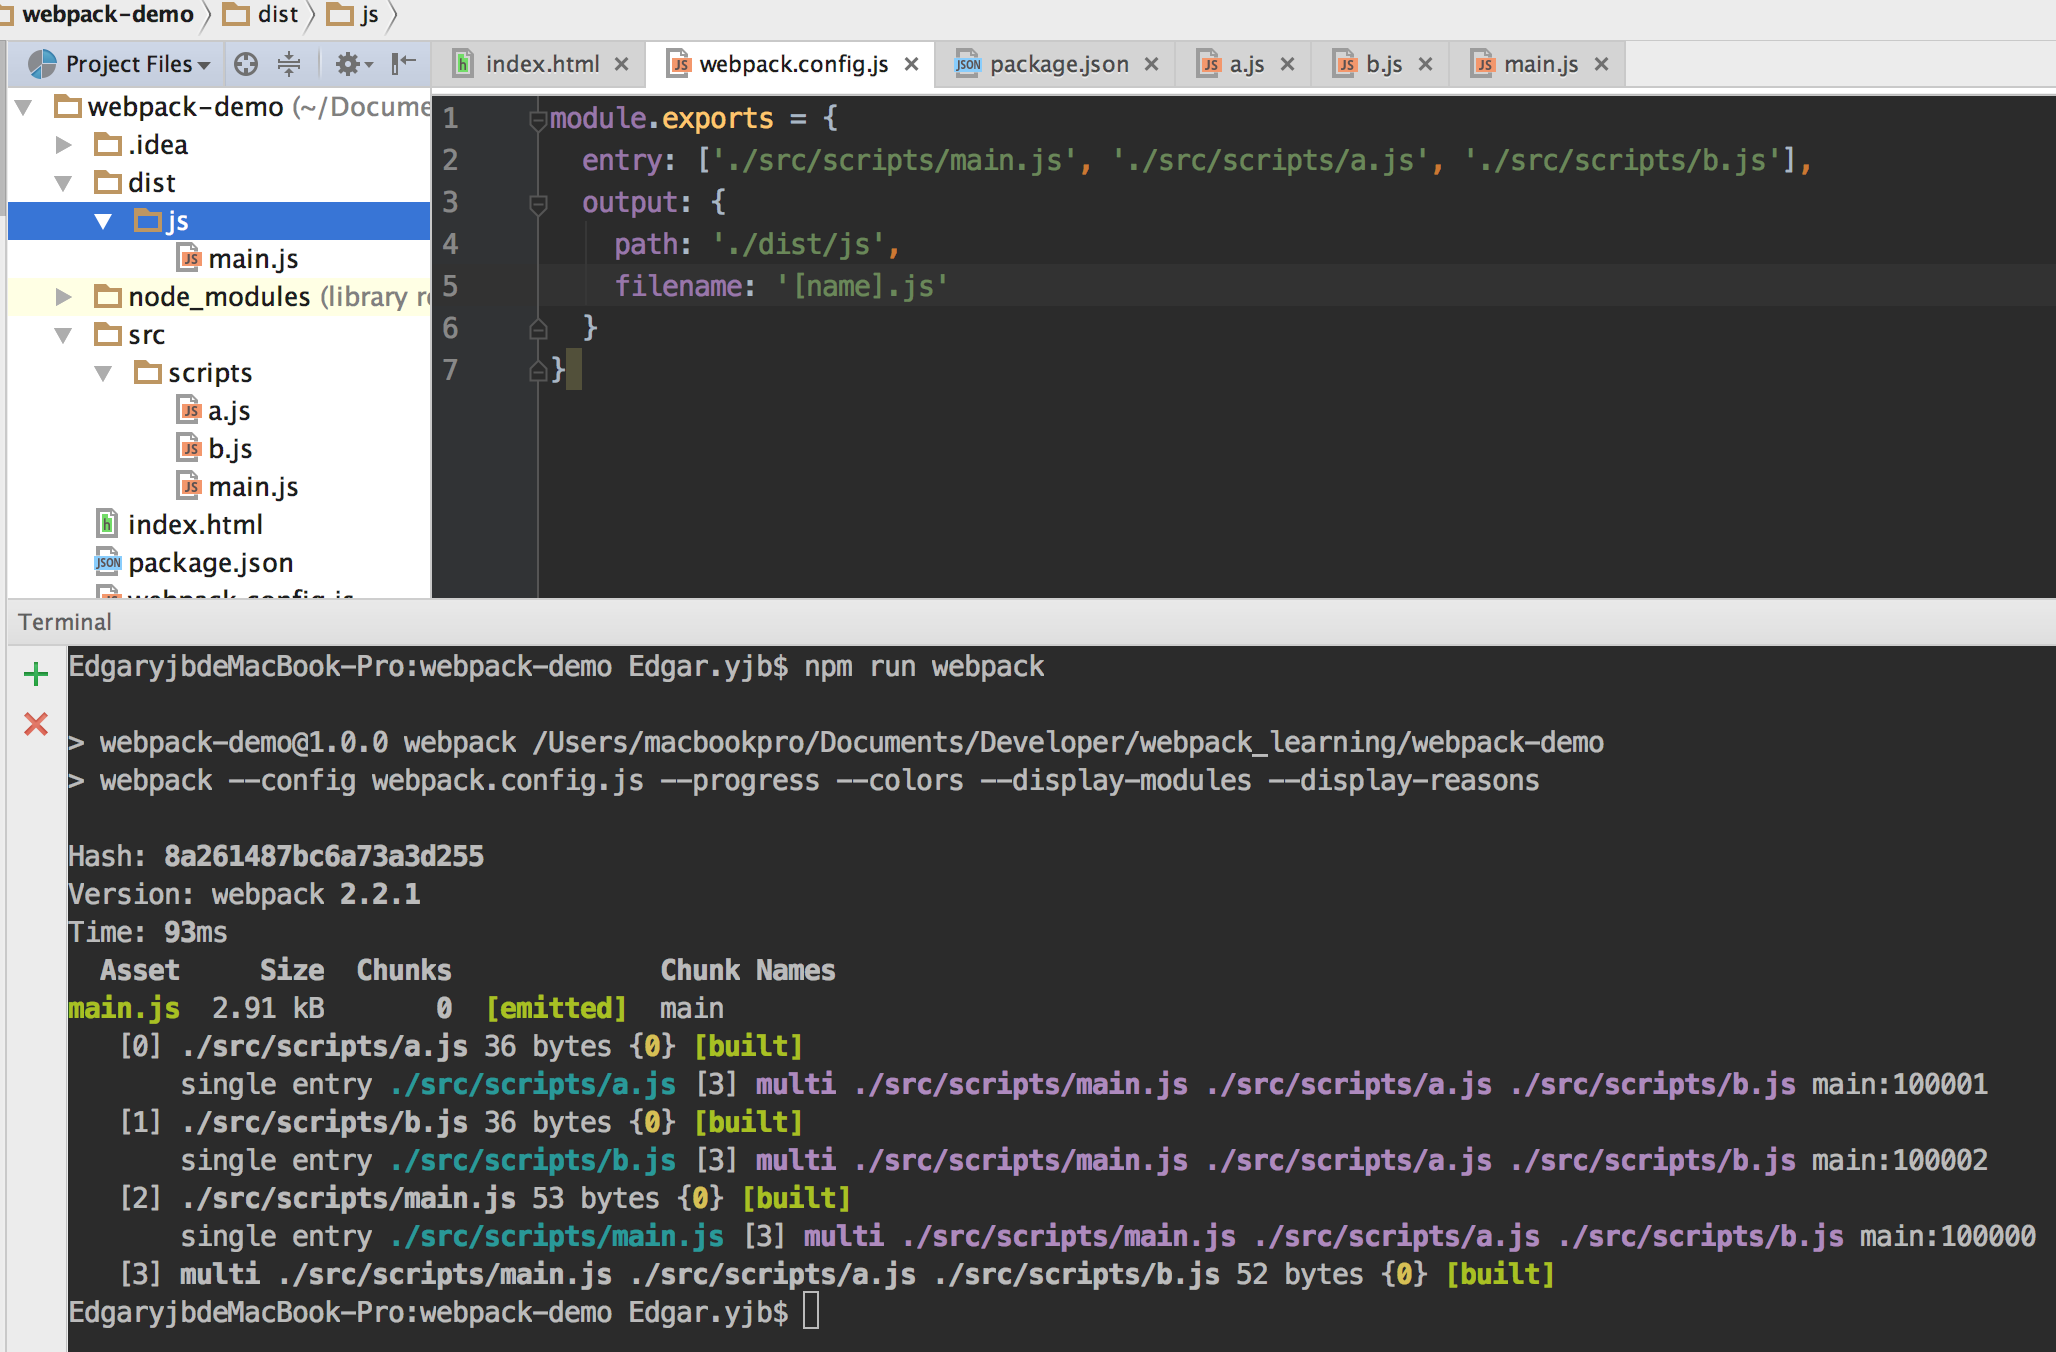 webpack-demo dist js
Project Files
index.html webpack.config.js package.json a.js b.js main.js
webpack-demo (~/Docume
.idea
dist
js
main.js
node_modules (library r
src
scripts
a.js
b.js
main.js
index.html
package.json
webpack.config.js
1 module.exports = {
2 entry: ['./src/scripts/main.js', './src/scripts/a.js', './src/scripts/b.js'],
3 output: {
4 path: './dist/js',
5 filename: '[name].js'
6 }
7 }
Terminal
EdgaryjbdeMacBook-Pro:webpack-demo Edgar.yjb$ npm run webpack
> webpack-demo@1.0.0 webpack /Users/macbookpro/Documents/Developer/webpack_learning/webpack-demo
> webpack --config webpack.config.js --progress --colors --display-modules --display-reasons
Hash: 8a261487bc6a73a3d255
Version: webpack 2.2.1
Time: 93ms
Asset Size Chunks Chunk Names
main.js 2.91 kB 0 [emitted] main
[0] ./src/scripts/a.js 36 bytes {0} [built]
single entry ./src/scripts/a.js [3] multi ./src/scripts/main.js ./src/scripts/a.js ./src/scripts/b.js main:100001
[1] ./src/scripts/b.js 36 bytes {0} [built]
single entry ./src/scripts/b.js [3] multi ./src/scripts/main.js ./src/scripts/a.js ./src/scripts/b.js main:100002
[2] ./src/scripts/main.js 53 bytes {0} [built]
single entry ./src/scripts/main.js [3] multi ./src/scripts/main.js ./src/scripts/a.js ./src/scripts/b.js main:100000
[3] multi ./src/scripts/main.js ./src/scripts/a.js ./src/scripts/b.js 52 bytes {0} [built]
EdgaryjbdeMacBook-Pro:webpack-demo Edgar.yjb$